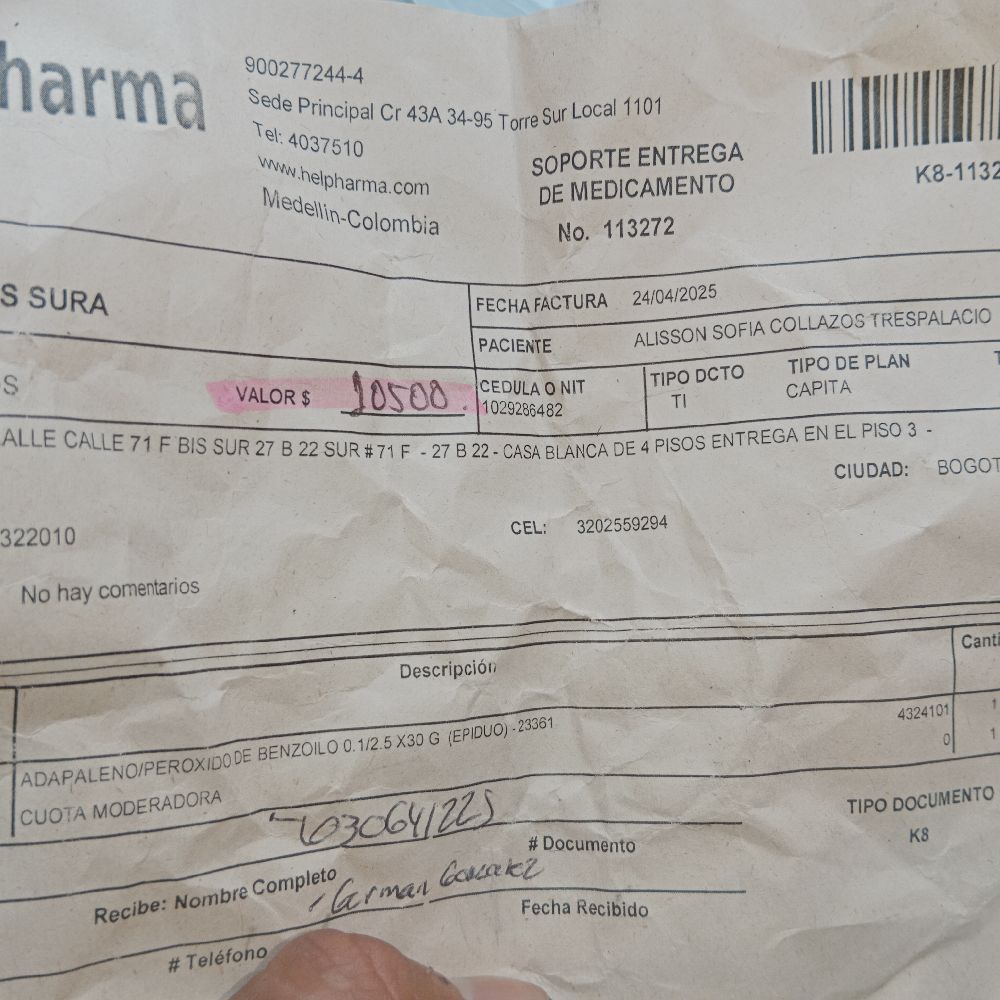 harma
900277244-4
Sede Principal Cr 43A 34-95 Torre Sur Local 1101
Tel: 4037510
www.helpharma.com
Medellin-Colombia
SOPORTE ENTREGA
DE MEDICAMENTO
No. 113272
K8-1132
S SURA
FECHA FACTURA 24/04/2025
PACIENTE ALISSON SOFIA COLLAZOS TRESPALACIO
S
VALOR $ 10500
CEDULA O NIT
1029286482
TIPO DCTO
TI
TIPO DE PLAN
CAPITA
T
ALLE CALLE 71 F BIS SUR 27 B 22 SUR # 71 F - 27 B 22 - CASA BLANCA DE 4 PISOS ENTREGA EN EL PISO 3 -
CIUDAD: BOGOT
322010
CEL: 3202559294
No hay comentarios
Descripción
Canti
ADAPALENO/PEROXIDO DE BENZOILO 0.1/2.5 X30 G (EPIDUO) - 23361 4324101 1
CUOTA MODERADORA 0 1
1030641225
TIPO DOCUMENTO
K8
Recibe: Nombre Completo # Documento
German Gonzalez
# Teléfono Fecha Recibido